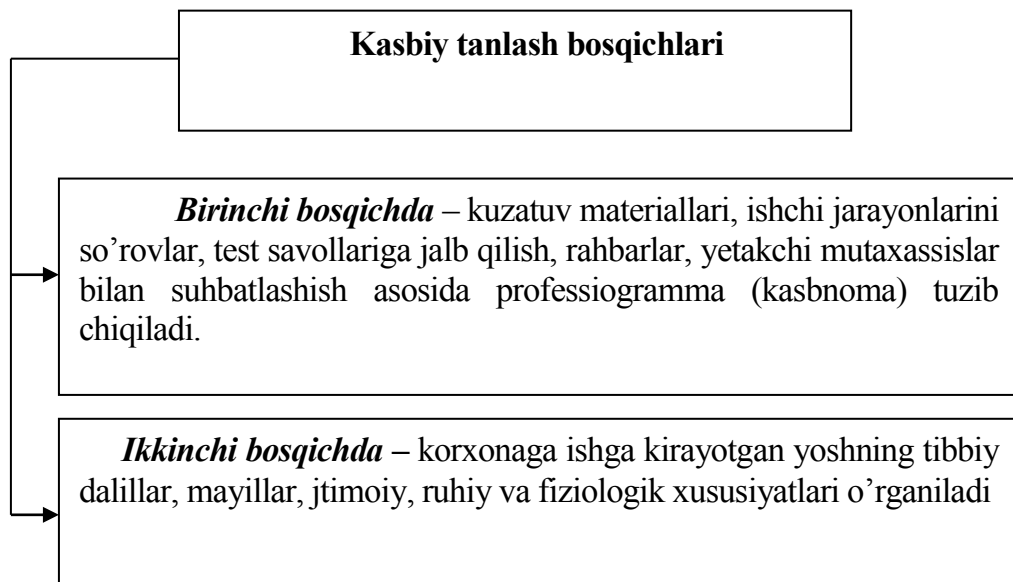 Kasbiy tanlash bosqichlari
Birinchi bosqichda – kuzatuv materiallari, ishchi jarayonlarini
so’rovlar, test savollariga jalb qilish, rahbarlar, yetakchi mutaxassislar
bilan suhbatlashish asosida professiogramma (kasbnoma) tuzib
chiqiladi.
Ikkinchi bosqichda – korxonaga ishga kirayotgan yoshning tibbiy
dalillar, mayillar, jtimoiy, ruhiy va fiziologik xususiyatlari o’rganiladi